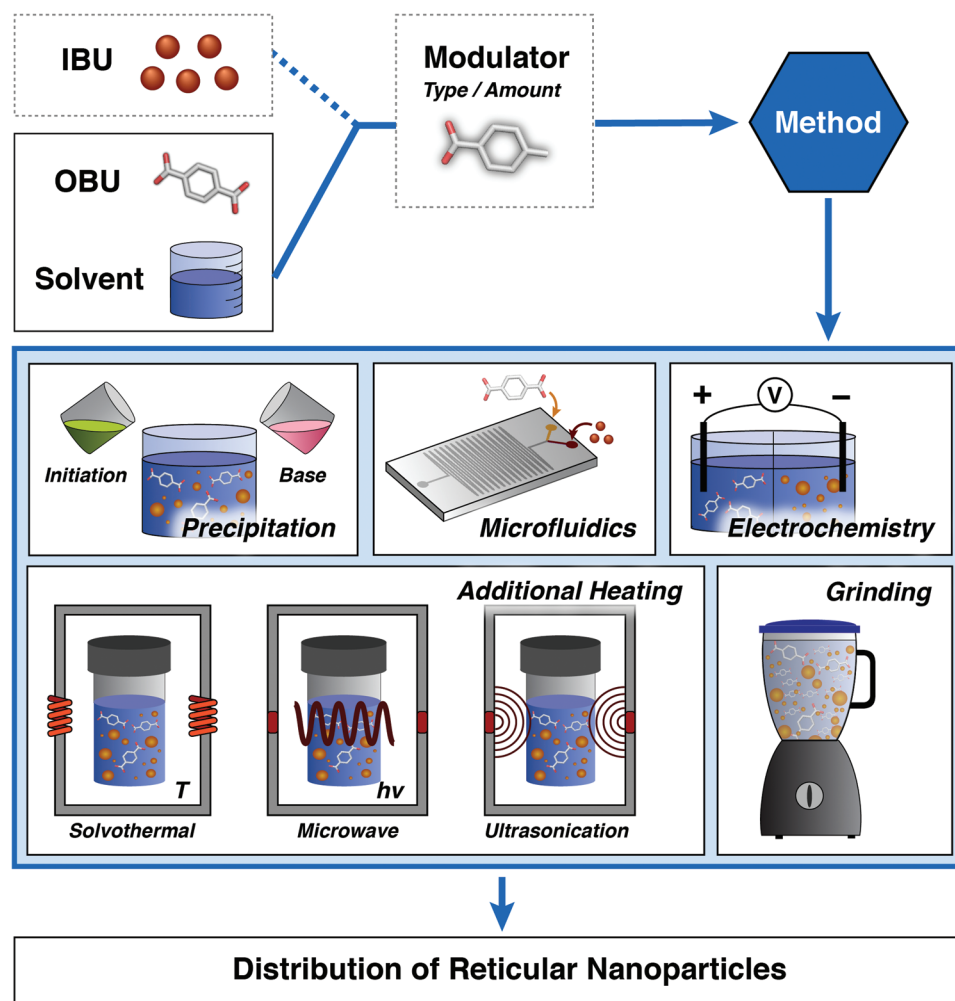 IBU
OBU
Solvent
Modulator
Type / Amount
Method
Initiation
Base
Precipitation
Microfluidics
+
V
–
Electrochemistry
Additional Heating
T
Solvothermal
hv
Microwave
Ultrasonication
Grinding
Distribution of Reticular Nanoparticles